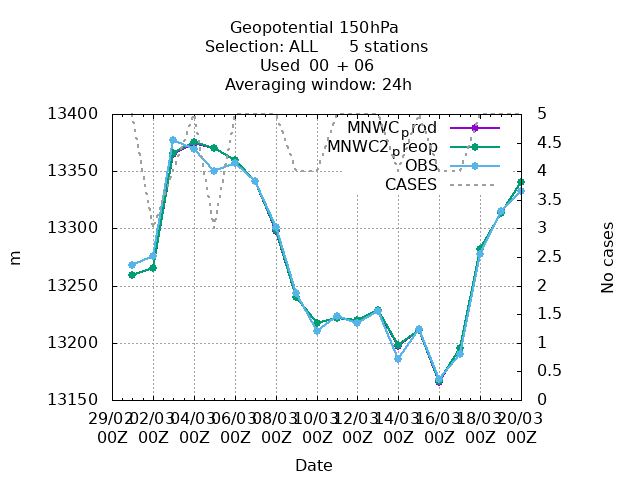 Geopotential 150hPa
Selection: ALL 5 stations
Used 00 + 06
Averaging window: 24h
13400
13350
13300
13250
13200
13150
m
5
4.5
4
3.5
3
2.5
2
1.5
1
0.5
0
No cases
MNWCprod
MNWC2preop
OBS
CASES
29/02 02/03 04/03 06/03 08/03 10/03 12/03 14/03 16/03 18/03 20/03
00Z 00Z 00Z 00Z 00Z 00Z 00Z 00Z 00Z 00Z 00Z
Date